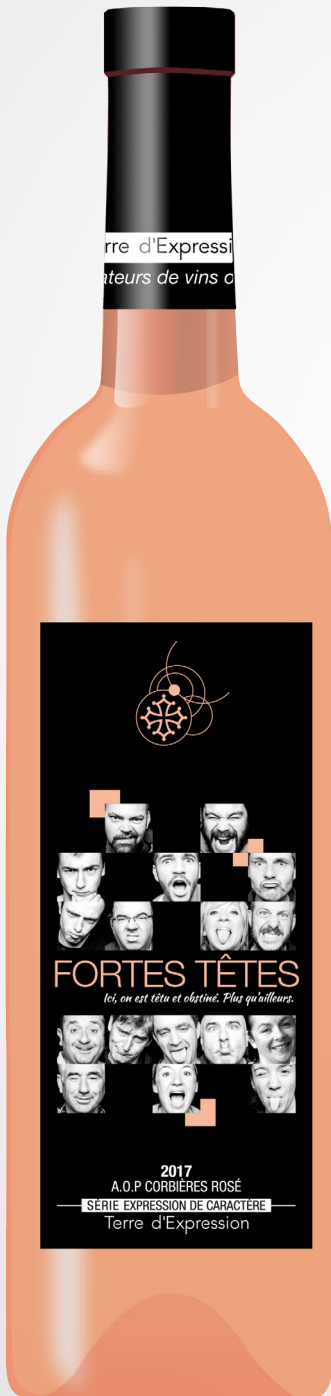 rre d'Expressi
ateurs de vins d
FORTES TÊTES
Ici, on est têtu et obstiné. Plus qu'ailleurs.
2017
A.O.P CORBIÈRES ROSÉ
SÉRIE EXPRESSION DE CARACTÈRE
Terre d'Expression